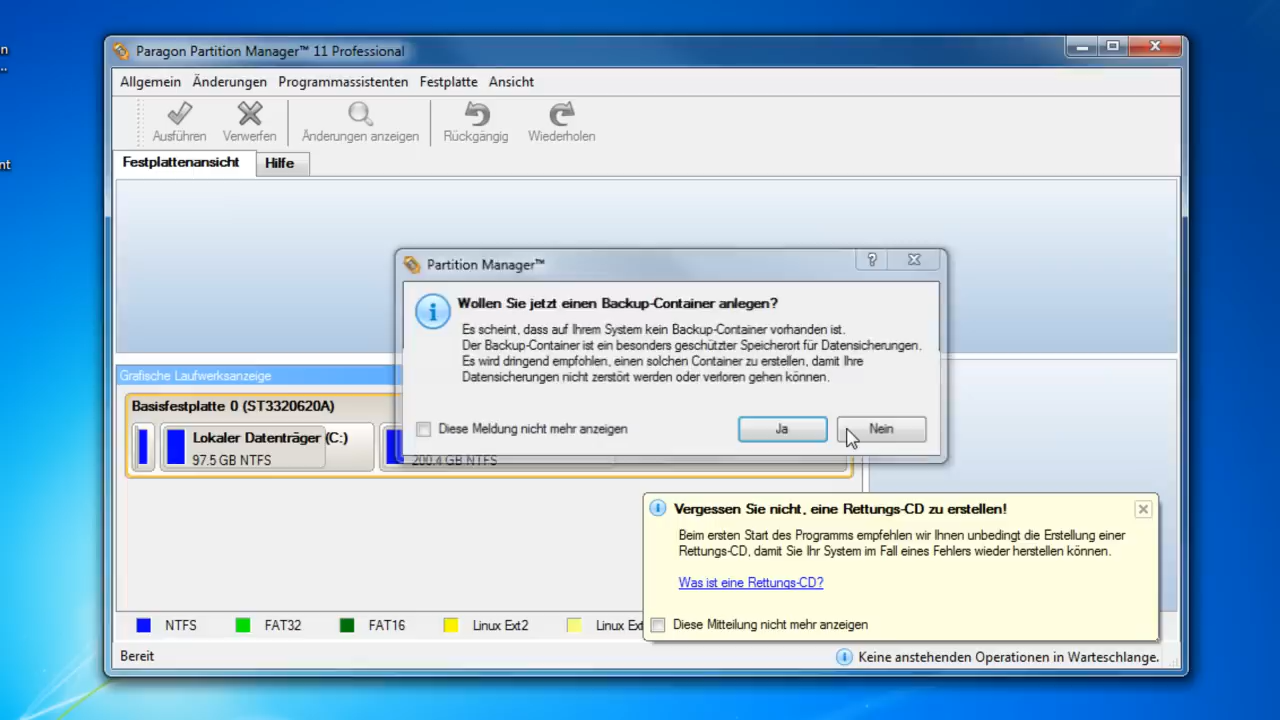 n
...
nt
Paragon Partition Manager™ 11 Professional
Allgemein Änderungen Programmassistenten Festplatte Ansicht
Ausführen Verwerfen Änderungen anzeigen Rückgängig Wiederholen
Festplattenansicht Hilfe
Partition Manager™
Wollen Sie jetzt einen Backup-Container anlegen?
Es scheint, dass auf Ihrem System kein Backup-Container vorhanden ist.
Der Backup-Container ist ein besonders geschützter Speicherort für Datensicherungen.
Es wird dringend empfohlen, einen solchen Container zu erstellen, damit Ihre
Datensicherungen nicht zerstört werden oder verloren gehen können.
Diese Meldung nicht mehr anzeigen Ja Nein
Grafische Laufwerksanzeige
Basisfestplatte 0 (ST3320620A)
Lokaler Datenträger (C:)
97.5 GB NTFS 200.4 GB NTFS
Vergessen Sie nicht, eine Rettungs-CD zu erstellen!
Beim ersten Start des Programms empfehlen wir Ihnen unbedingt die Erstellung einer
Rettungs-CD, damit Sie Ihr System im Fall eines Fehlers wieder herstellen können.
Was ist eine Rettungs-CD?
Diese Mitteilung nicht mehr anzeigen
NTFS FAT32 FAT16 Linux Ext2 Linux Ext
Bereit Keine anstehenden Operationen in Warteschlange.